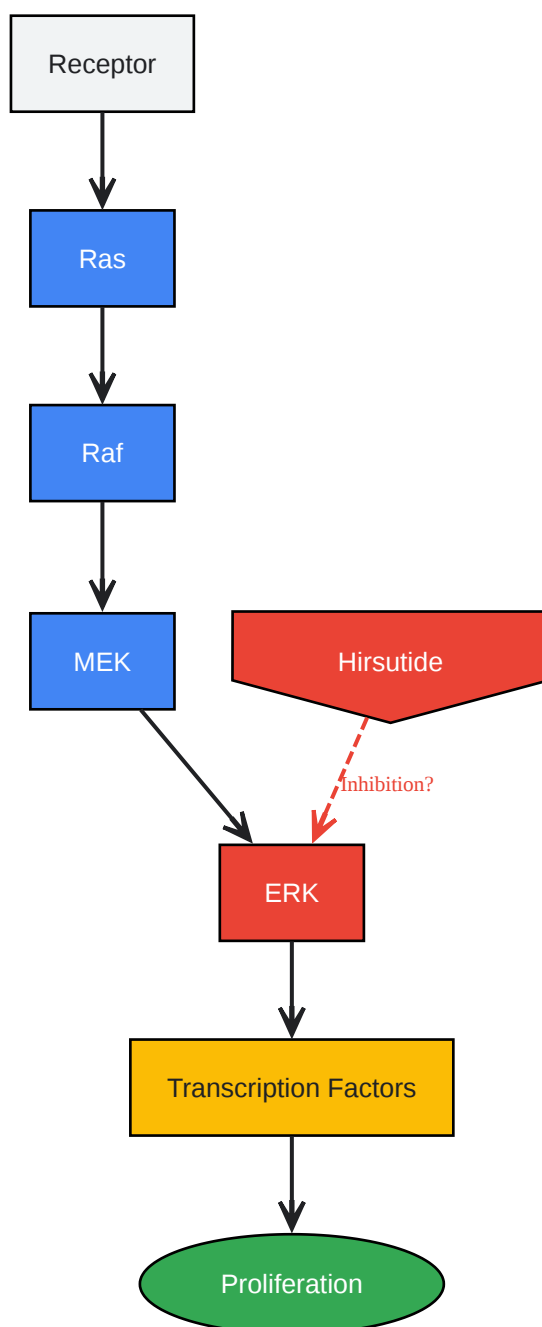 Receptor
Ras
Raf
MEK
Hirsutide
Inhibition?
ERK
Transcription Factors
Proliferation